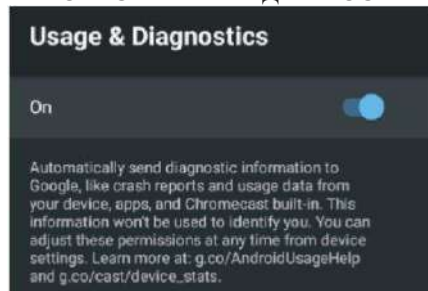 Usage & Diagnostics
On
Automatically send diagnostic information to
Google, like crash reports and usage data from
your device, apps, and Chromecast built-in. This
information won't be used to identify you. You can
adjust these permissions at any time from device
settings. Learn more at: g.co/AndroidUsageHelp
and g.co/cast/device_stats.